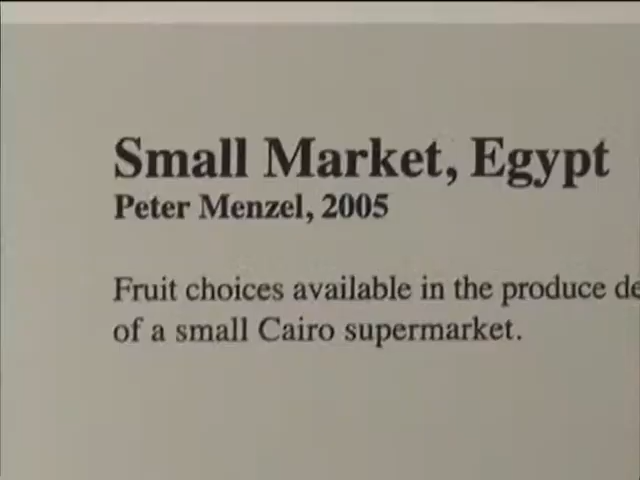 Small Market, Egypt
Peter Menzel, 2005
Fruit choices available in the produce
of a small Cairo supermarket.